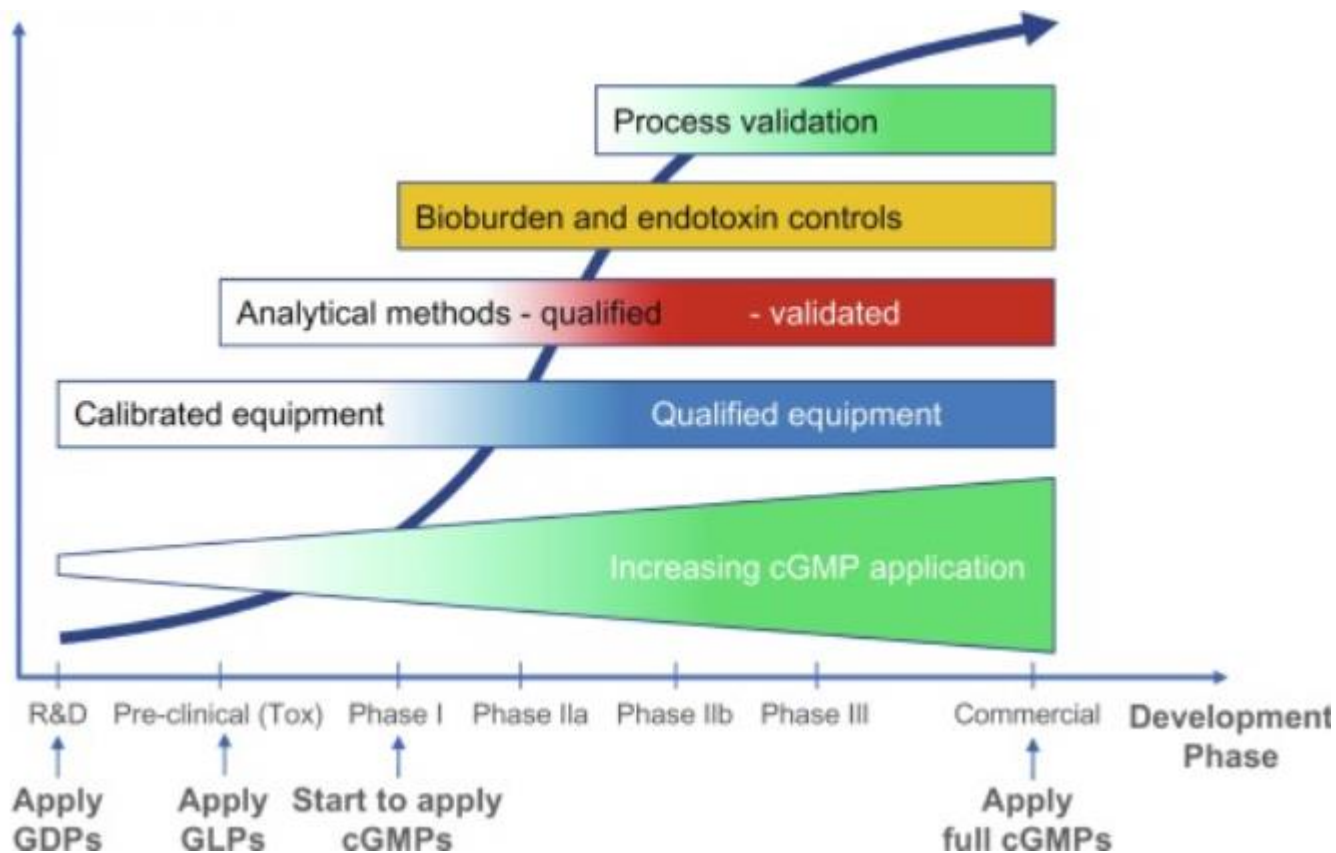 Process validation
Bioburden and endotoxin controls
Analytical methods - qualified - validated
Calibrated equipment Qualified equipment
Increasing cGMP application
R&D Pre-clinical (Tox) Phase I Phase IIa Phase IIb Phase III Commercial
Development
Phase
Apply
GDPs
Apply
GLPs
Start to apply
cGMPs
Apply
full cGMPs